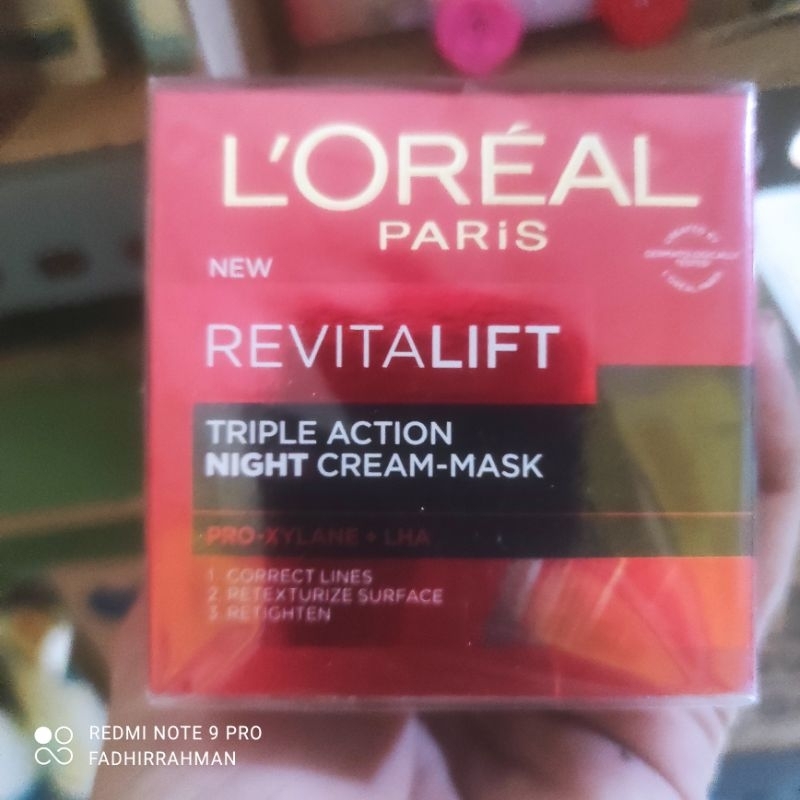 L'ORÉAL
PARiS
NEW
REVITALIFT
TRIPLE ACTION
NIGHT CREAM-MASK
PRO-XYLANE + LHA
1. CORRECT LINES
2. RETEXTURIZE SURFACE
3. RETIGHTEN
REDMI NOTE 9 PRO
FADHIRRAHMAN